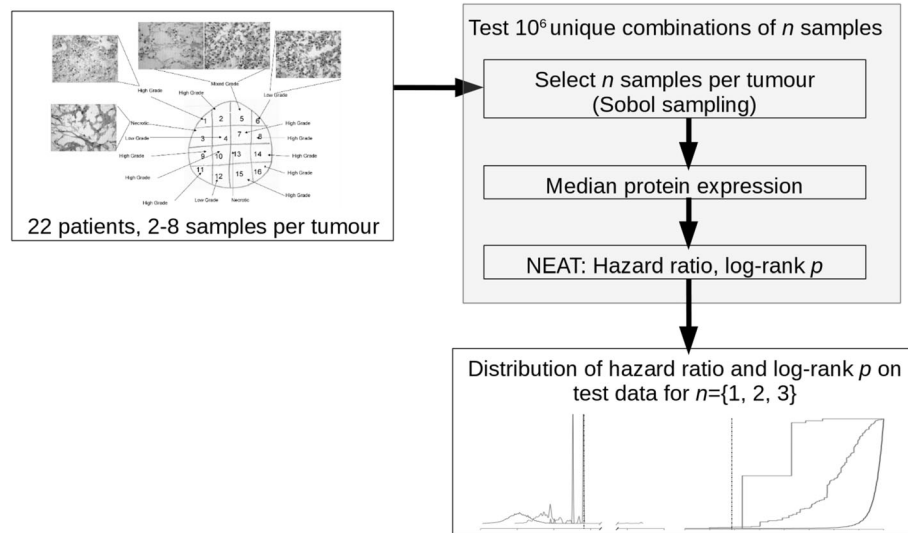 Mixed Grade
High Grade
High Grade
Low Grade
1
2
5
6
High Grade
Necrotic
Low Grade
3
4
7
8
High Grade
High Grade
9
10
13
14
High Grade
High Grade
11
12
15
16
High Grade
High Grade
Low Grade
Necrotic
High Grade
22 patients, 2-8 samples per tumour
Test 10⁶ unique combinations of n samples
Select n samples per tumour
(Sobol sampling)
Median protein expression
NEAT: Hazard ratio, log-rank p
Distribution of hazard ratio and log-rank p on
test data for n={1, 2, 3}